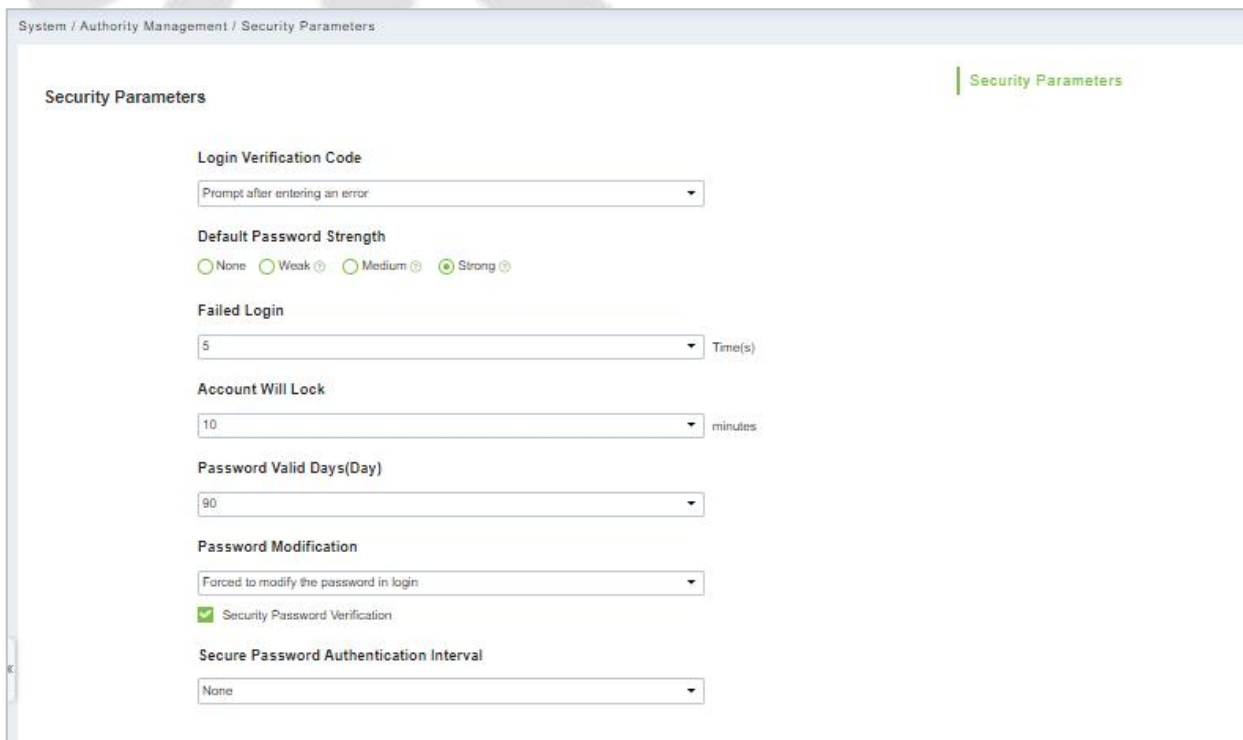 System / Authority Management / Security Parameters
Security Parameters
Security Parameters
Login Verification Code
Prompt after entering an error
Default Password Strength
None Weak ? Medium ? Strong ?
Failed Login
5 Time(s)
Account Will Lock
10 minutes
Password Valid Days(Day)
90
Password Modification
Forced to modify the password in login
Security Password Verification
Secure Password Authentication Interval
None